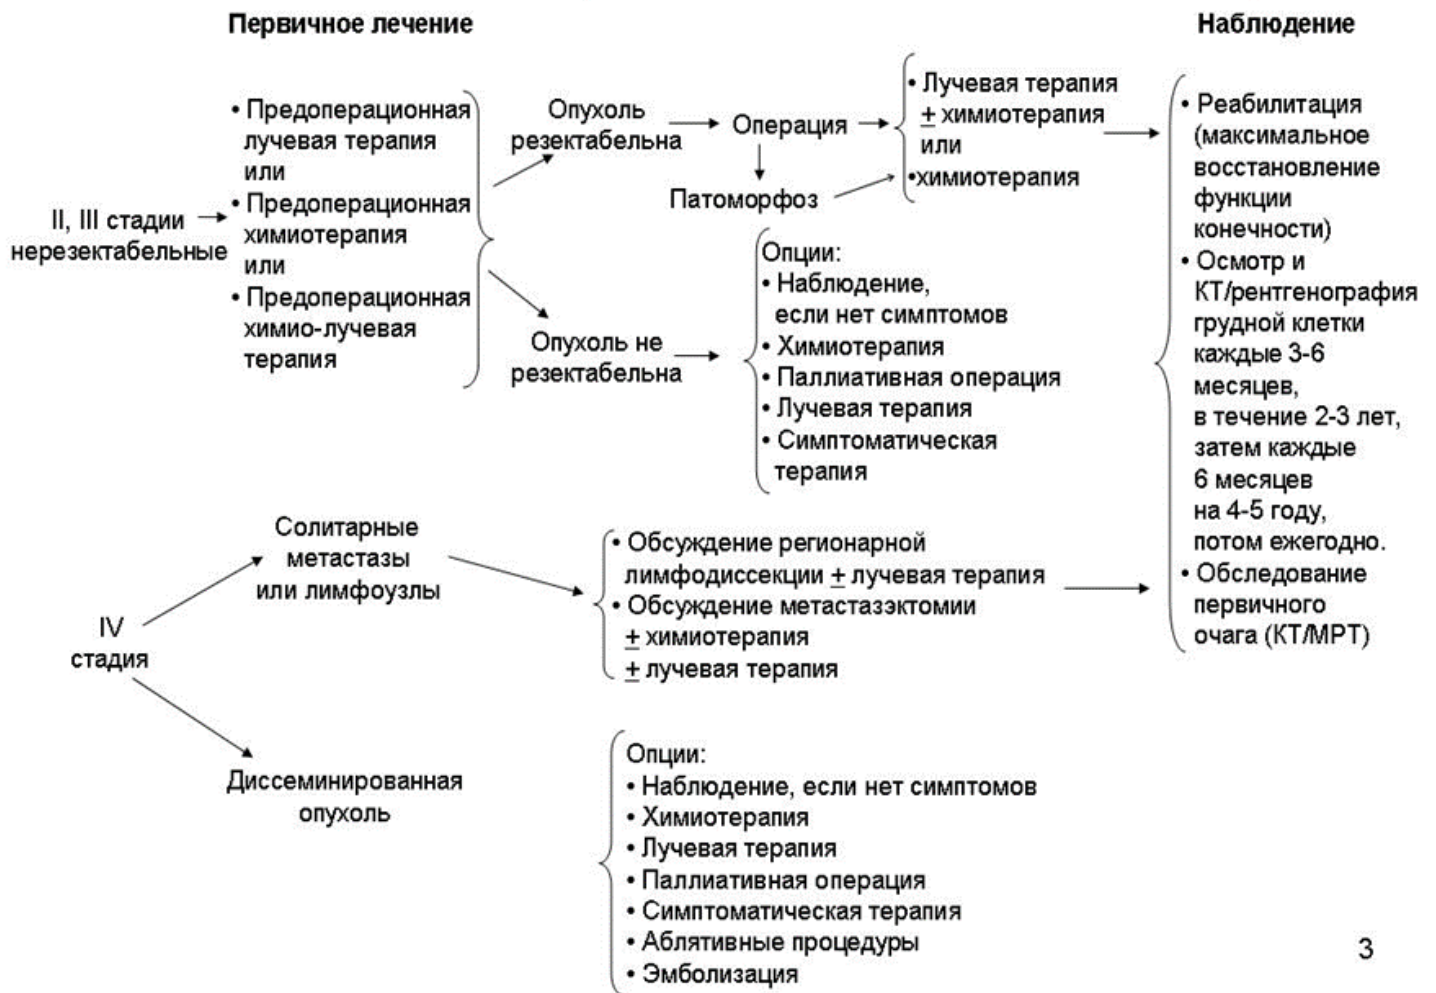 Первичное лечение
Наблюдение
II, III стадии
нерезектабельные
• Предоперационная
лучевая терапия
или
• Предоперационная
химиотерапия
или
• Предоперационная
химио-лучевая
терапия
Опухоль
резектабельна
Операция
Патоморфоз
• Лучевая терапия
± химиотерапия
или
•химиотерапия
Опухоль не
резектабельна
Опции:
• Наблюдение,
если нет симптомов
• Химиотерапия
• Паллиативная операция
• Лучевая терапия
• Симптоматическая
терапия
• Реабилитация
(максимальное
восстановление
функции
конечности)
• Осмотр и
КТ/рентгенография
грудной клетки
каждые 3-6
месяцев,
в течение 2-3 лет,
затем каждые
6 месяцев
на 4-5 году,
потом ежегодно.
• Обследование
первичного
очага (КТ/МРТ)
IV
стадия
Солитарные
метастазы
или лимфоузлы
• Обсуждение регионарной
лимфодиссекции ± лучевая терапия
• Обсуждение метастазэктомии
± химиотерапия
± лучевая терапия
Диссеминированная
опухоль
Опции:
• Наблюдение, если нет симптомов
• Химиотерапия
• Лучевая терапия
• Паллиативная операция
• Симптоматическая терапия
• Аблятивные процедуры
• Эмболизация
3